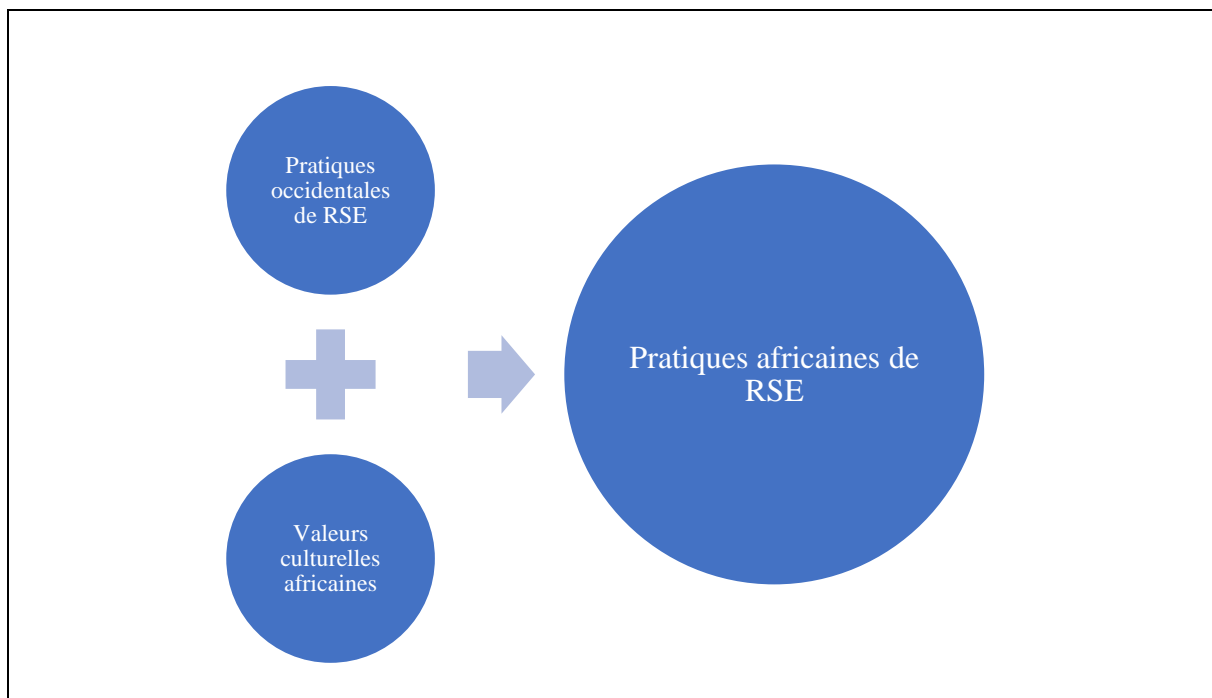 Pratiques
occidentales
de RSE
Valeurs
culturelles
africaines
Pratiques africaines de
RSE